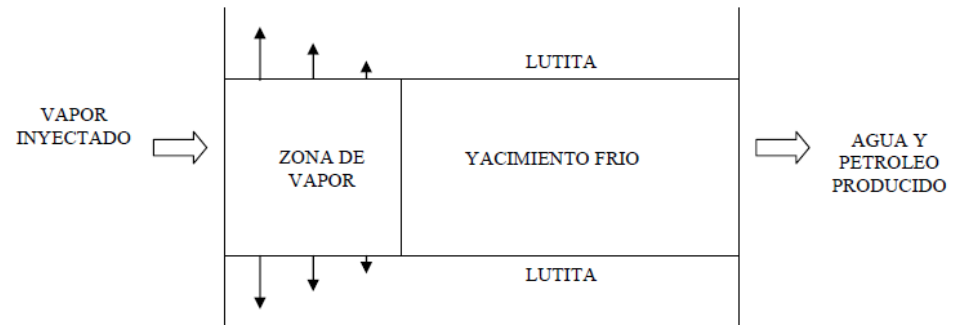 LUTITA
VAPOR
INYECTADO
ZONA DE
VAPOR
YACIMIENTO FRIO
AGUA Y
PETROLEO
PRODUCIDO
LUTITA